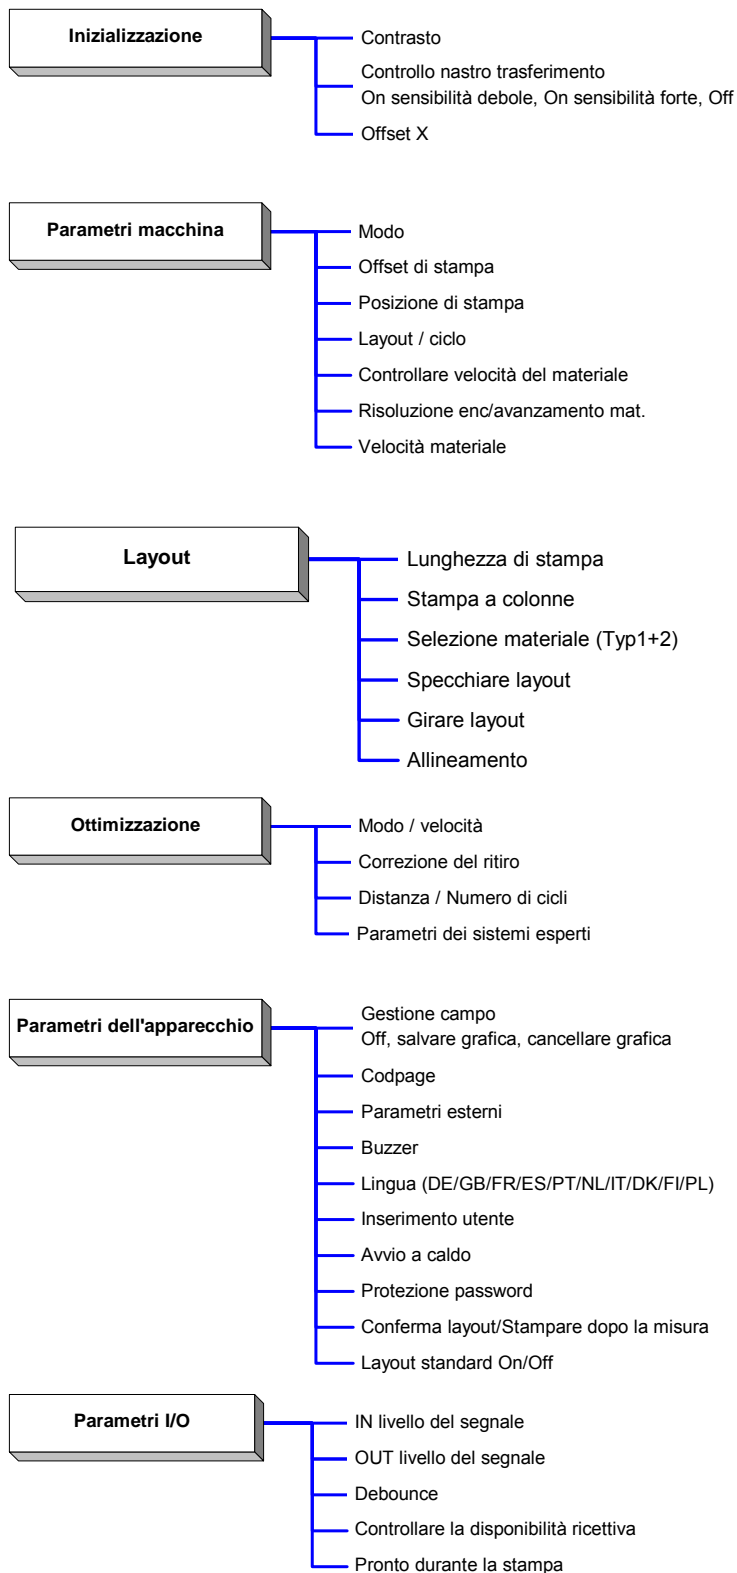 Inizializzazione
Contrasto
Controllo nastro trasferimento
On sensibilità debole, On sensibilità forte, Off
Offset X
Parametri macchina
Modo
Offset di stampa
Posizione di stampa
Layout / ciclo
Controllare velocità del materiale
Risoluzione enc/avanzamento mat.
Velocità materiale
Layout
Lunghezza di stampa
Stampa a colonne
Selezione materiale (Typ1+2)
Specchiare layout
Girare layout
Allineamento
Ottimizzazione
Modo / velocità
Correzione del ritiro
Distanza / Numero di cicli
Parametri dei sistemi esperti
Parametri dell'apparecchio
Gestione campo
Off, salvare grafica, cancellare grafica
Codpage
Parametri esterni
Buzzer
Lingua (DE/GB/FR/ES/PT/NL/IT/DK/FI/PL)
Inserimento utente
Avvio a caldo
Protezione password
Conferma layout/Stampare dopo la misura
Layout standard On/Off
Parametri I/O
IN livello del segnale
OUT livello del segnale
Debounce
Controllare la disponibilità ricettiva
Pronto durante la stampa